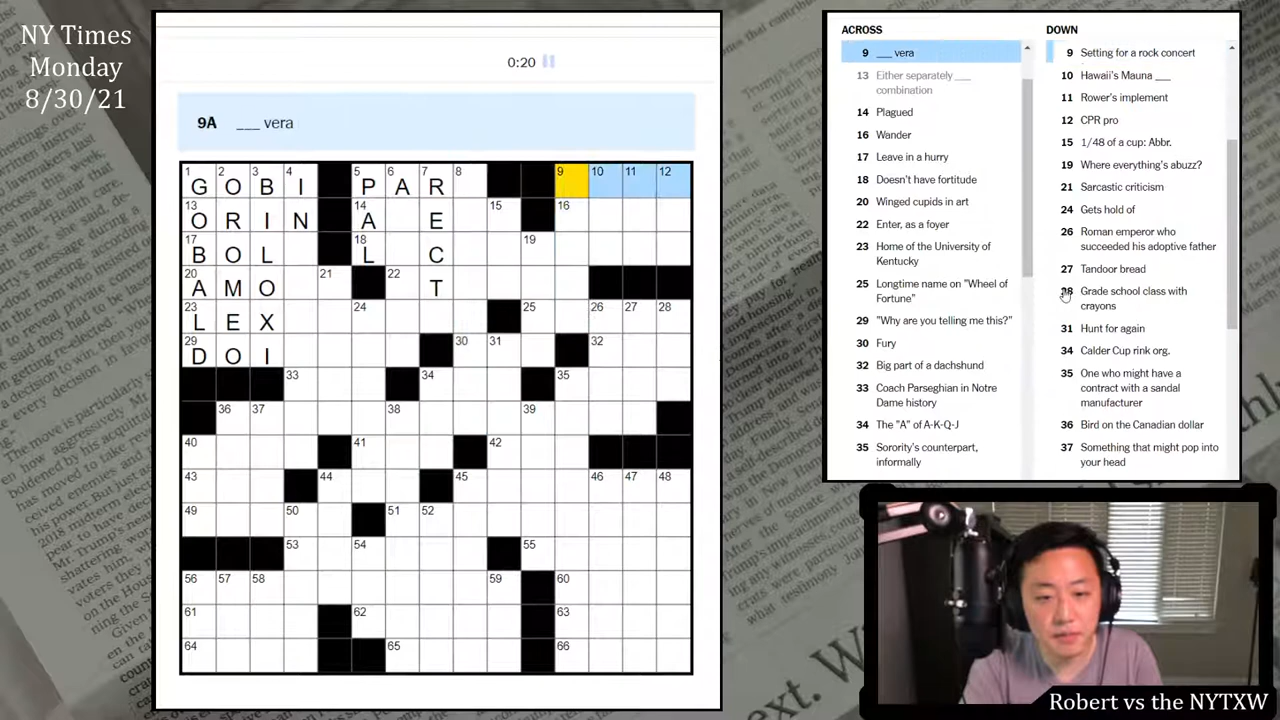 NY Times
Monday
8/30/21
0:20
9A ___ vera
1 2 3 4 5 6 7 8 9 10 11 12
G O B I P A R
13 14 15 16
O R I N A E
17 18 19
B O L L C
20 21 22
A M O T
23 24 25 26 27 28
L E X
29 30 31 32
D O I
33 34 35
36 37 38 39
40 41 42
43 44 45 46 47 48
49 50 51 52
53 54 55
56 57 58 59 60
61 62 63
64 65 66
ACROSS
9 ___ vera
13 Either separately ___
combination
14 Plagued
16 Wander
17 Leave in a hurry
18 Doesn't have fortitude
20 Winged cupids in art
22 Enter, as a foyer
23 Home of the University of
Kentucky
25 Longtime name on "Wheel of
Fortune"
29 "Why are you telling me this?"
30 Fury
32 Big part of a dachshund
33 Coach Parseghian in Notre
Dame history
34 The "A" of A-K-Q-J
35 Sorority's counterpart,
informally
DOWN
9 Setting for a rock concert
10 Hawaii's Mauna ___
11 Rower's implement
12 CPR pro
15 1/48 of a cup: Abbr.
19 Where everything's abuzz?
21 Sarcastic criticism
24 Gets hold of
26 Roman emperor who
succeeded his adoptive father
27 Tandoor bread
28 Grade school class with
crayons
31 Hunt for again
34 Calder Cup rink org.
35 One who might have a
contract with a sandal
manufacturer
36 Bird on the Canadian dollar
37 Something that might pop into
your head
Robert vs the NYTXW